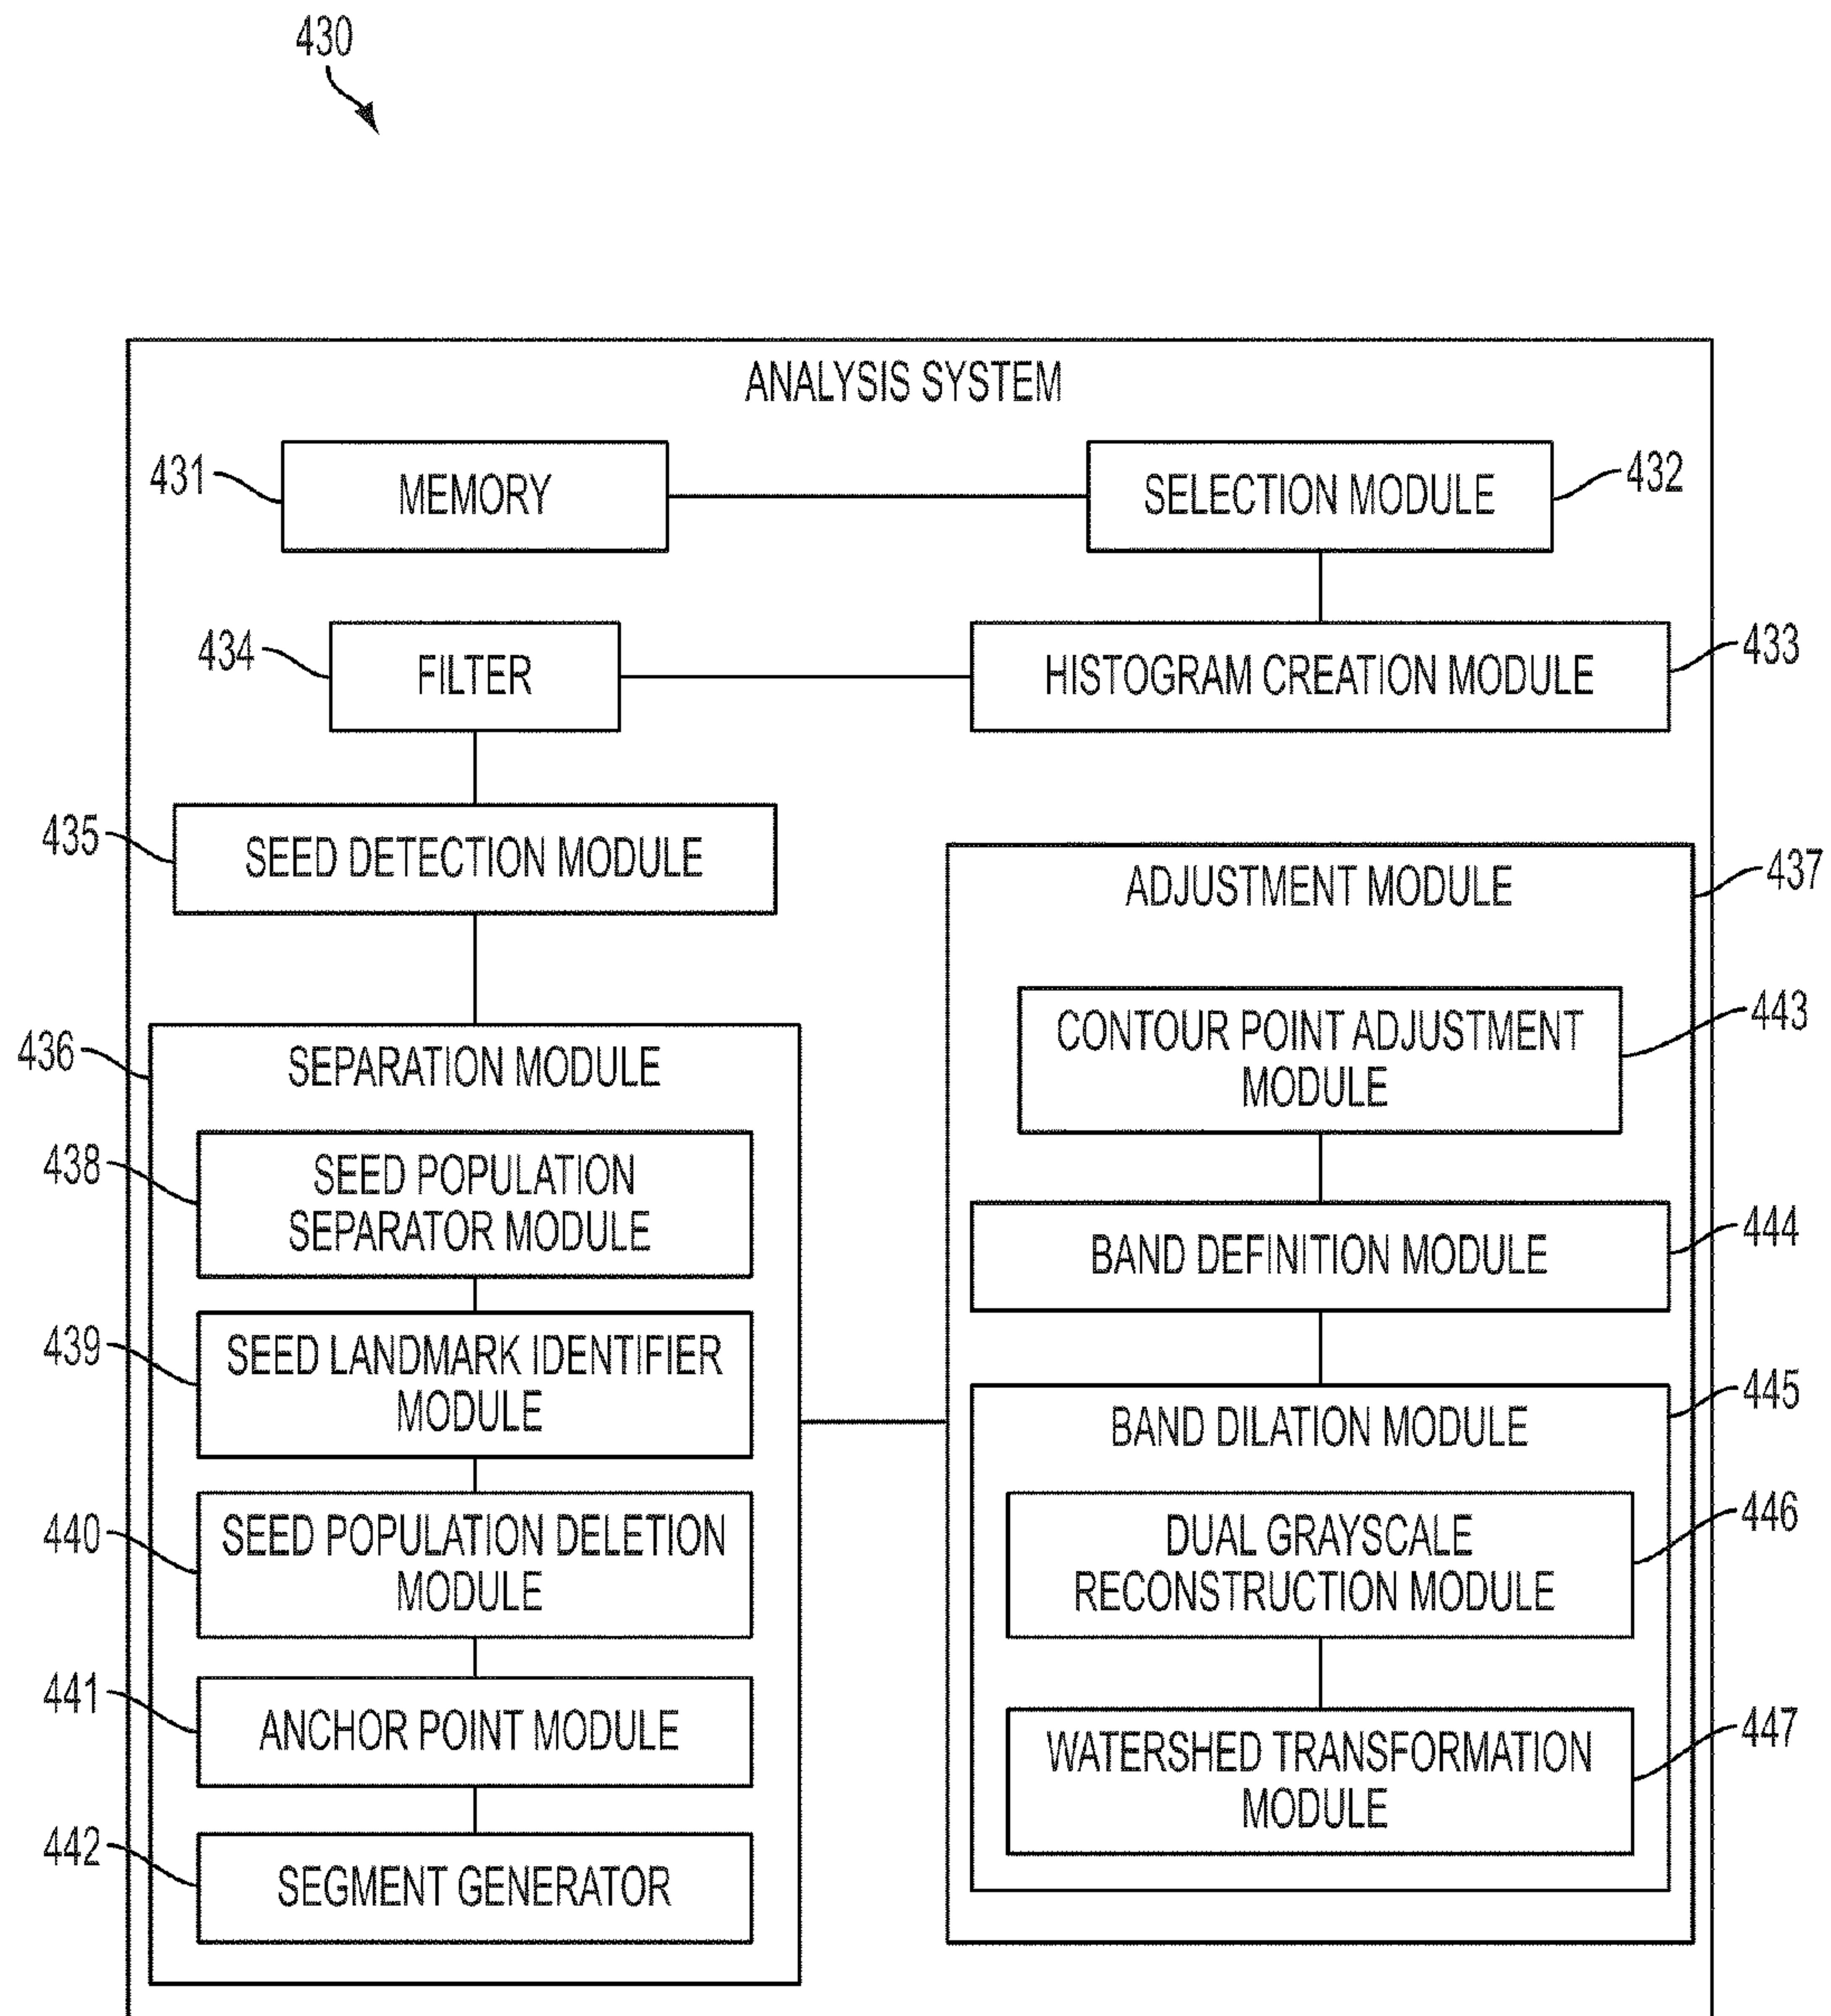 430
ANALYSIS SYSTEM
431
MEMORY
SELECTION MODULE
432
434
FILTER
HISTOGRAM CREATION MODULE
433
435
SEED DETECTION MODULE
436
SEPARATION MODULE
438
SEED POPULATION
SEPARATOR MODULE
439
SEED LANDMARK IDENTIFIER
MODULE
440
SEED POPULATION DELETION
MODULE
441
ANCHOR POINT MODULE
442
SEGMENT GENERATOR
ADJUSTMENT MODULE
437
CONTOUR POINT ADJUSTMENT
MODULE
443
BAND DEFINITION MODULE
444
BAND DILATION MODULE
445
DUAL GRAYSCALE
RECONSTRUCTION MODULE
446
WATERSHED TRANSFORMATION
MODULE
447